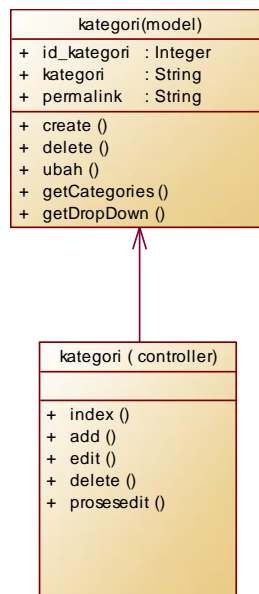 kategori(model)
+ id_kategori : Integer
+ kategori : String
+ permalink : String
+ create ()
+ delete ()
+ ubah ()
+ getCategories ()
+ getDropDown ()
kategori ( controller)
+ index ()
+ add ()
+ edit ()
+ delete ()
+ prosesedit ()